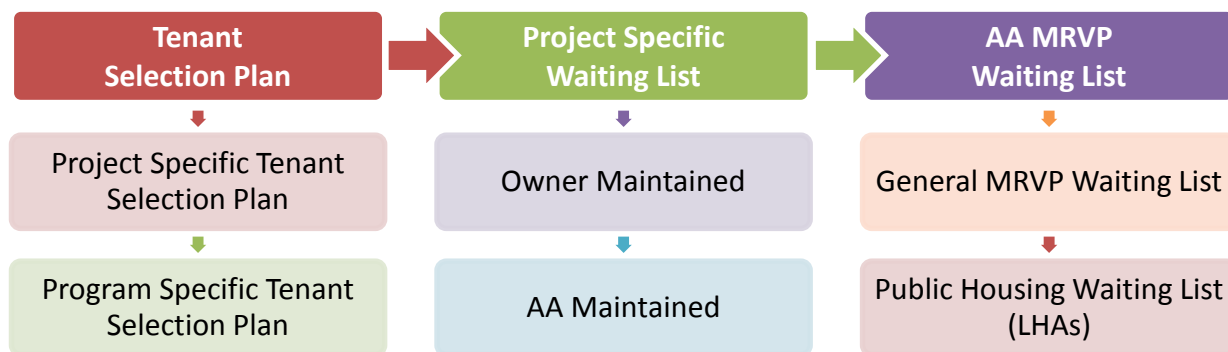 Tenant
Selection Plan
Project Specific
Waiting List
AA MRVP
Waiting List
Project Specific Tenant
Selection Plan
Owner Maintained
General MRVP Waiting List
Program Specific Tenant
Selection Plan
AA Maintained
Public Housing Waiting List
(LHAs)